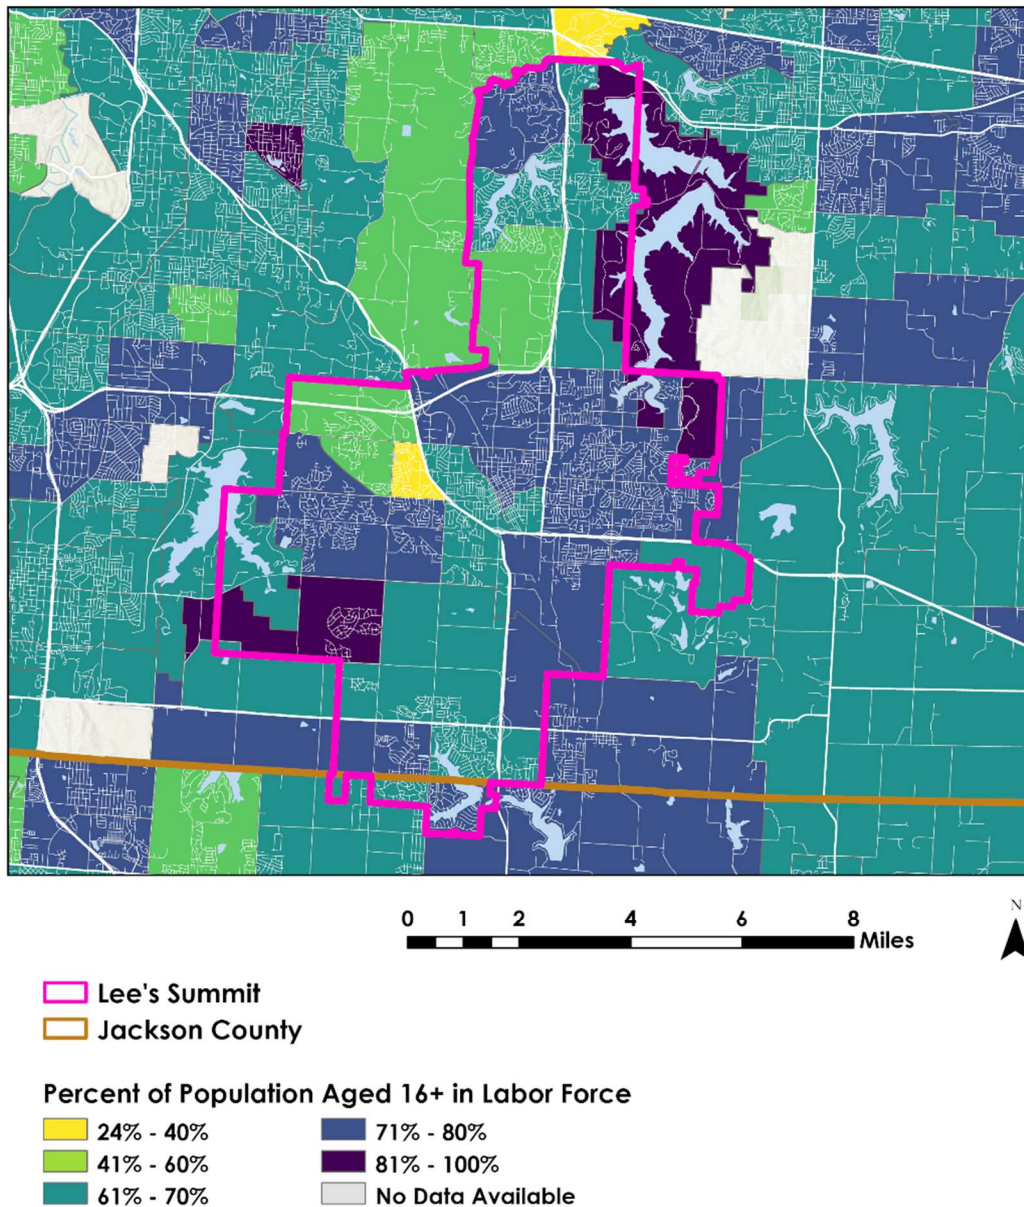 N
0 1 2 4 6 8
Miles
Lee's Summit
Jackson County
Percent of Population Aged 16+ in Labor Force
24% - 40%
41% - 60%
61% - 70%
71% - 80%
81% - 100%
No Data Available